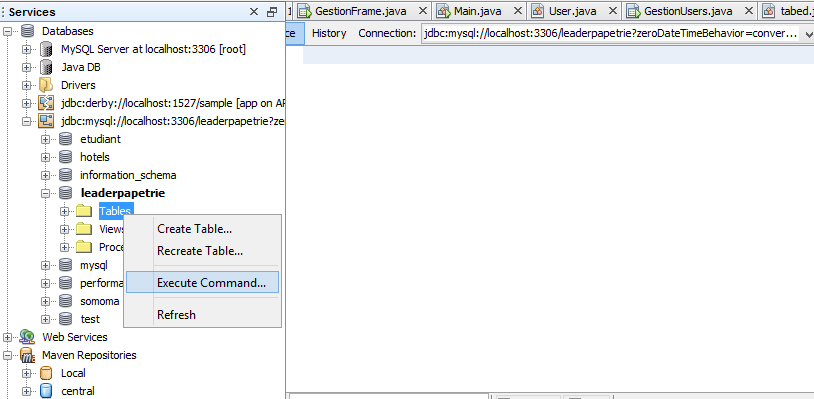 Services
Databases
MySQL Server at localhost:3306 [root]
Java DB
Drivers
jdbc:derby://localhost:1527/sample [app on AP
jdbc:mysql://localhost:3306/leaderpapetrie?ze
etudiant
hotels
information_schema
leaderpapetrie
Tables
Views
Proce
mysql
performa
somoma
test
Web Services
Maven Repositories
Local
central
Create Table...
Recreate Table...
Execute Command...
Refresh
GestionFrame.java
Main.java
User.java
GestionUsers.java
tabed.java
ce History Connection: jdbc:mysql://localhost:3306/leaderpapetrie?zeroDateTimeBehavior=conver...